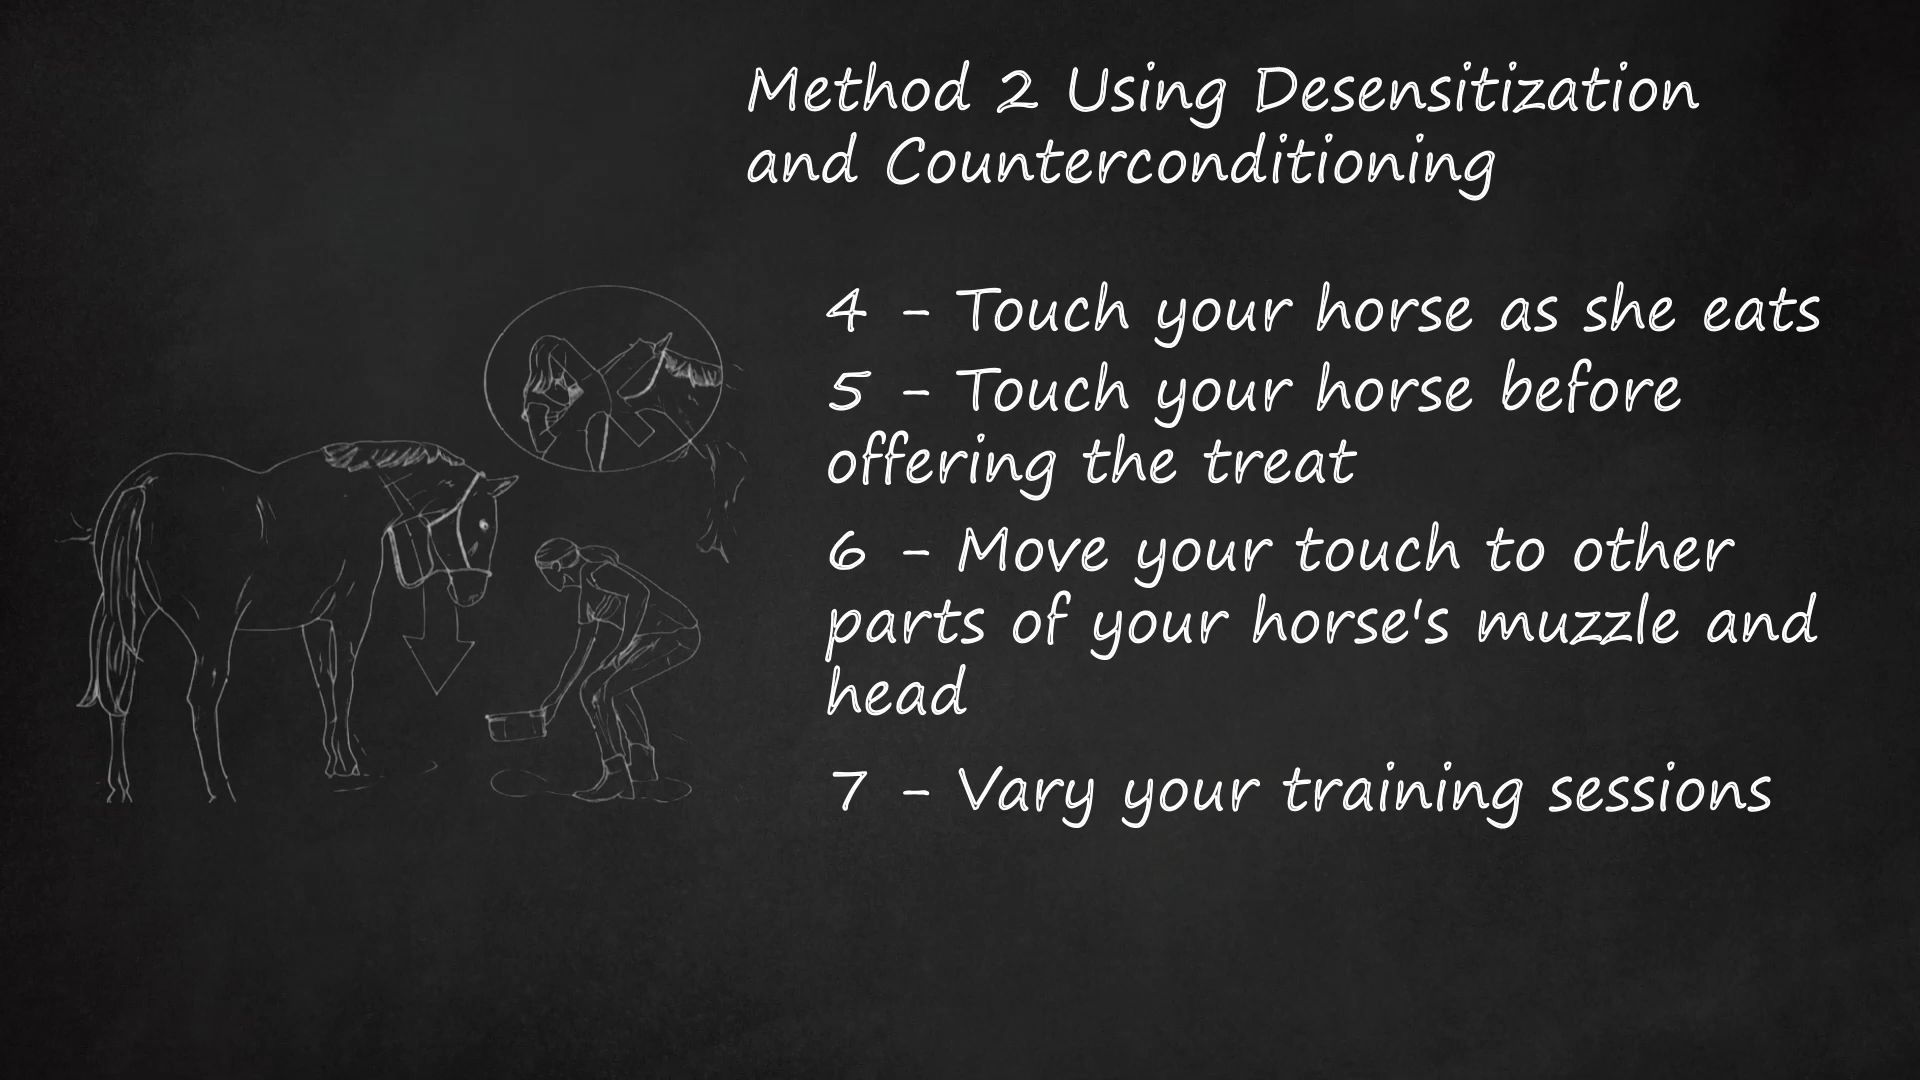 Method 2 Using Desensitization
and Counterconditioning
4 - Touch your horse as she eats
5 - Touch your horse before
offering the treat
6 - Move your touch to other
parts of your horse's muzzle and
head
7 - Vary your training sessions